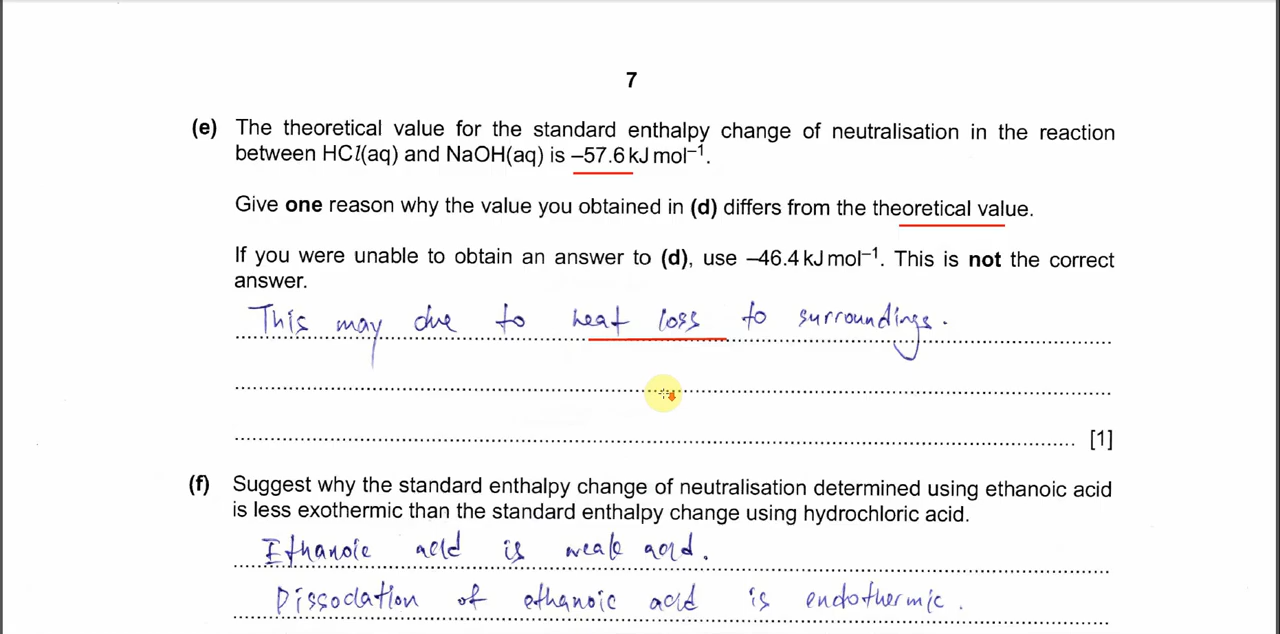 7
(e) The theoretical value for the standard enthalpy change of neutralisation in the reaction
between HCl(aq) and NaOH(aq) is –57.6 kJ mol⁻¹.
Give one reason why the value you obtained in (d) differs from the theoretical value.
If you were unable to obtain an answer to (d), use –46.4 kJ mol⁻¹. This is not the correct
answer.
This may due to heat loss to surroundings.
[1]
(f) Suggest why the standard enthalpy change of neutralisation determined using ethanoic acid
is less exothermic than the standard enthalpy change using hydrochloric acid.
Ethanoic acid is weak acid.
Dissociation of ethanoic acid is endothermic.